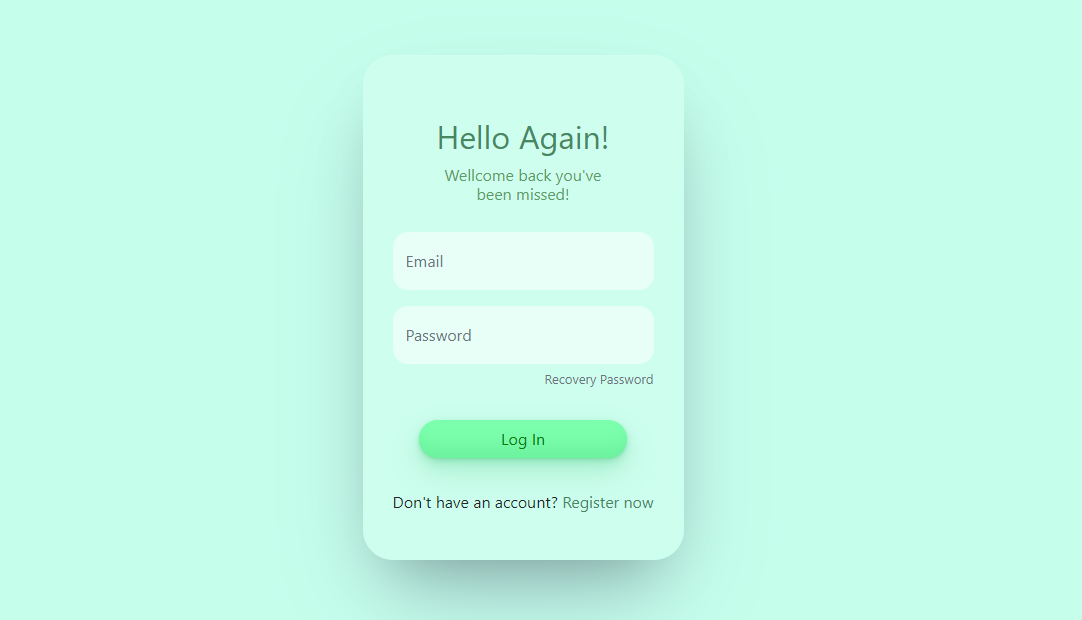 Hello Again!
Wellcome back you've
been missed!
Email
Password
Recovery Password
Log In
Don't have an account? Register now